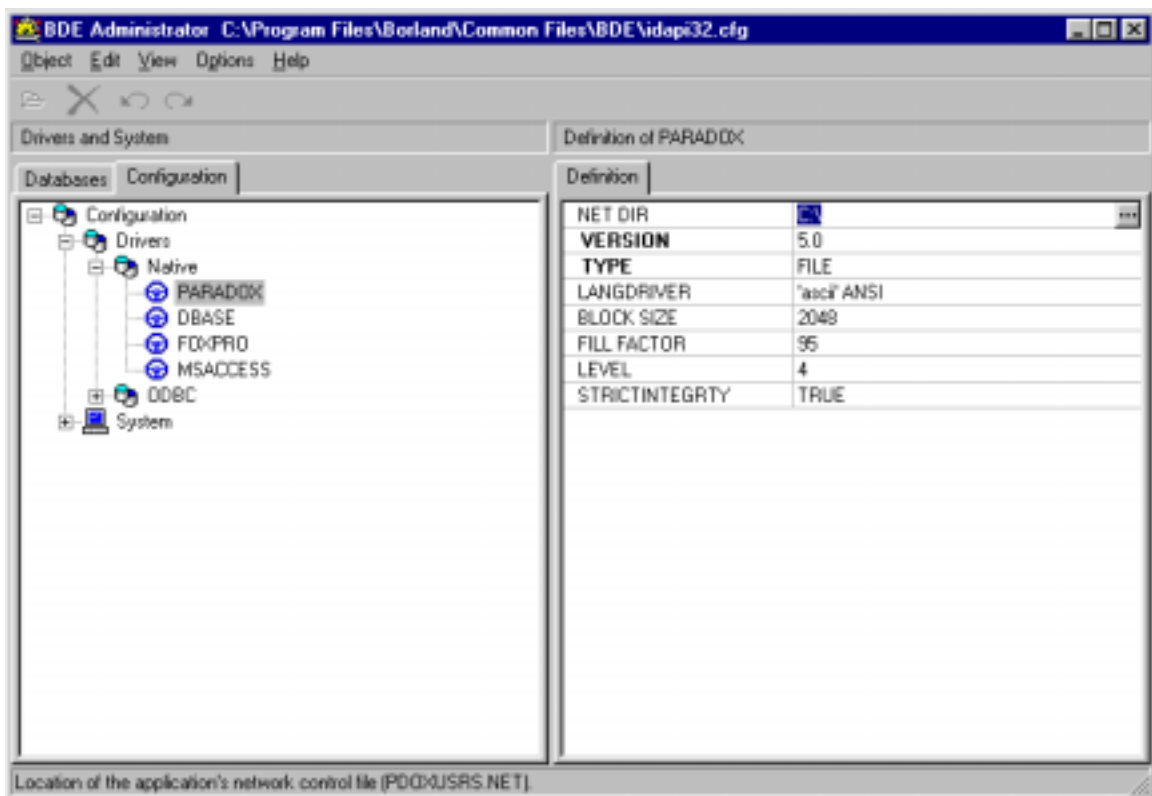 BDE Administrator C:\Program Files\Borland\Common Files\BDE\idapi32.cfg
Object Edit View Options Help
Drivers and System
Definition of PARADOX
Databases Configuration
Definition
Configuration
Drivers
Native
PARADOX
DBASE
FOXPRO
MSACCESS
ODBC
System
NET DIR C:\ ...
VERSION 5.0
TYPE FILE
LANGDRIVER "ascii" ANSI
BLOCK SIZE 2048
FILL FACTOR 95
LEVEL 4
STRICTINTEGRTY TRUE
Location of the application's network control file (PDOXUSRS.NET).